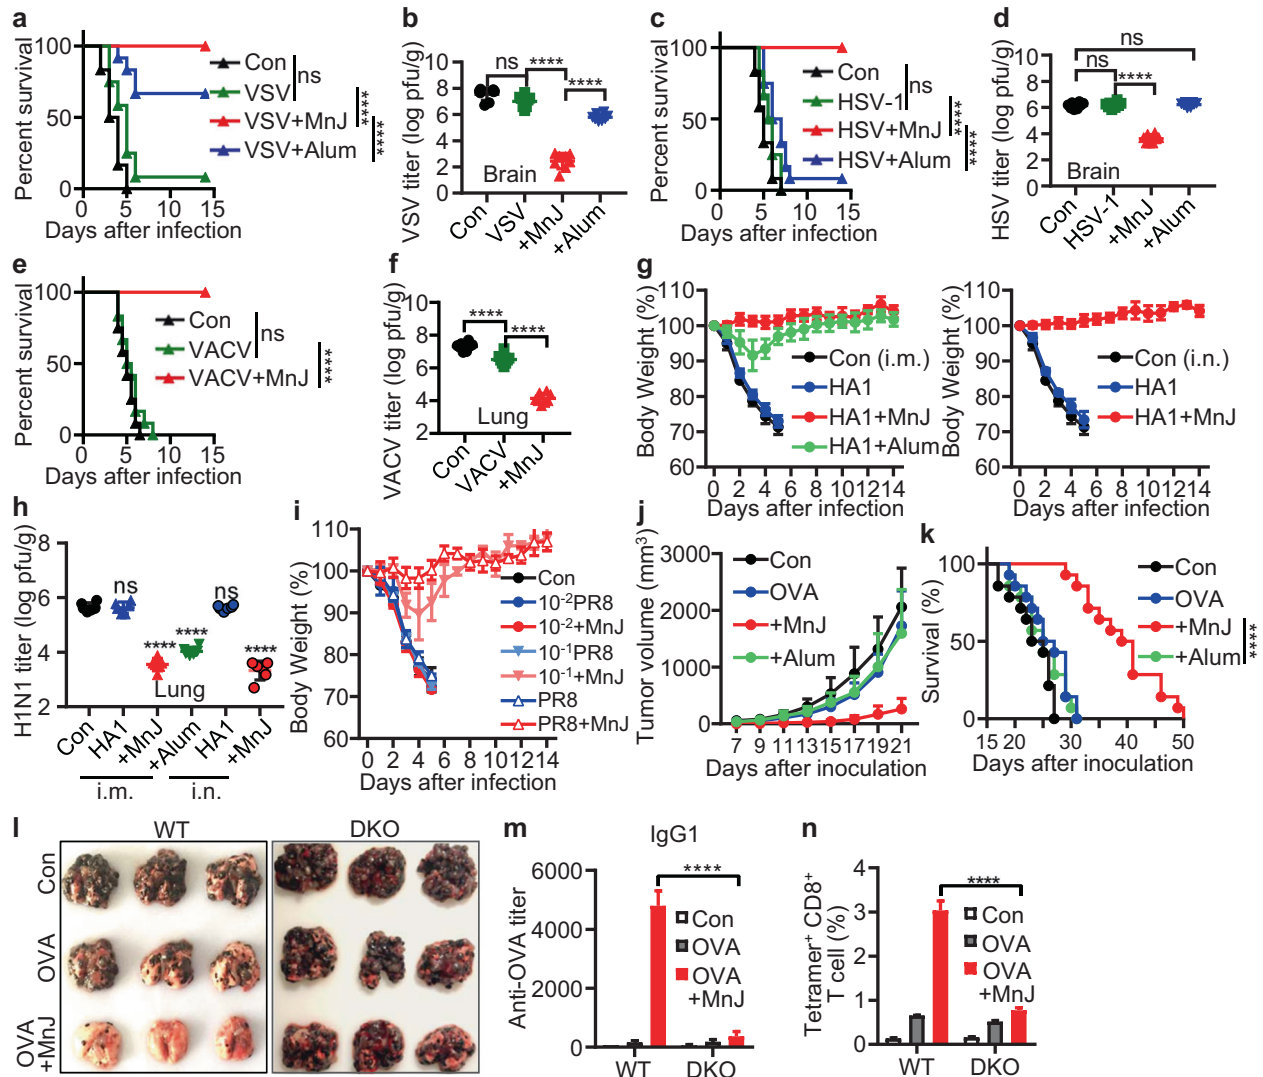 a
Percent survival
100
50
0
0 5 10 15
Days after infection
Con
VSV
VSV+MnJ
VSV+Alum
ns
****
****
b
VSV titer (log pfu/g)
10
8
6
4
2
0
ns
****
****
Brain
Con
VSV
+MnJ
+Alum
c
Percent survival
100
50
0
0 5 10 15
Days after infection
Con
HSV-1
HSV+MnJ
HSV+Alum
ns
****
****
d
HSV titer (log pfu/g)
10
8
6
4
2
0
ns
ns
****
Brain
Con
HSV-1
+MnJ
+Alum
e
Percent survival
100
50
0
0 5 10 15
Days after infection
Con
VACV
VACV+MnJ
ns
****
f
VACV titer (log pfu/g)
10
8
6
4
2
****
****
Lung
Con
VACV
+MnJ
g
Body Weight (%)
110
100
90
80
70
60
0 2 4 6 8 10 12 14
Days after infection
Con (i.m.)
HA1
HA1+MnJ
HA1+Alum
Body Weight (%)
110
100
90
80
70
60
0 2 4 6 8 10 12 14
Days after infection
Con (i.n.)
HA1
HA1+MnJ
h
H1N1 titer (log pfu/g)
8
6
4
2
ns
****
****
ns
****
Lung
Con
HA1
+MnJ
+Alum
HA1
+MnJ
i.m.
i.n.
i
Body Weight (%)
110
100
90
80
70
60
0 2 4 6 8 10 12 14
Days after infection
Con
10⁻²PR8
10⁻²+MnJ
10⁻¹PR8
10⁻¹+MnJ
PR8
PR8+MnJ
j
Tumor volume (mm³)
3000
2000
1000
0
7 9 11 13 15 17 19 21
Days after inoculation
Con
OVA
+MnJ
+Alum
k
Survival (%)
100
50
0
15 20 30 40 50
Days after inoculation
Con
OVA
+MnJ
+Alum
****
l
WT
DKO
Con
OVA
OVA
+MnJ
m
IgG1
Anti-OVA titer
6000
4000
2000
0
****
Con
OVA
OVA
+MnJ
WT DKO
n
Tetramer⁺ CD8⁺
T cell (%)
4
3
2
1
0
****
Con
OVA
OVA
+MnJ
WT DKO